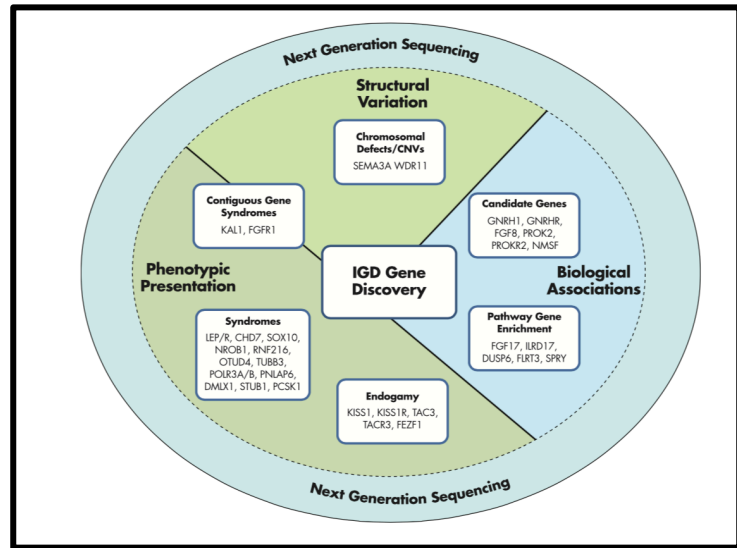 Next Generation Sequencing
Structural
Variation
Chromosomal
Defects/CNVs
SEMA3A WDR11
Contiguous Gene
Syndromes
KAL1, FGFR1
Candidate Genes
GNRH1, GNRHR,
FGF8, PROK2,
PROKR2, NMSF
Phenotypic
Presentation
IGD Gene
Discovery
Biological
Associations
Syndromes
LEP/R, CHD7, SOX10,
NROB1, RNF216,
OTUD4, TUBB3,
POLR3A/B, PNLAP6,
DMLX1, STUB1, PCSK1
Pathway Gene
Enrichment
FGF17, ILRD17,
DUSP6, FLRT3, SPRY
Endogamy
KISS1, KISS1R, TAC3,
TACR3, FEZF1
Next Generation Sequencing